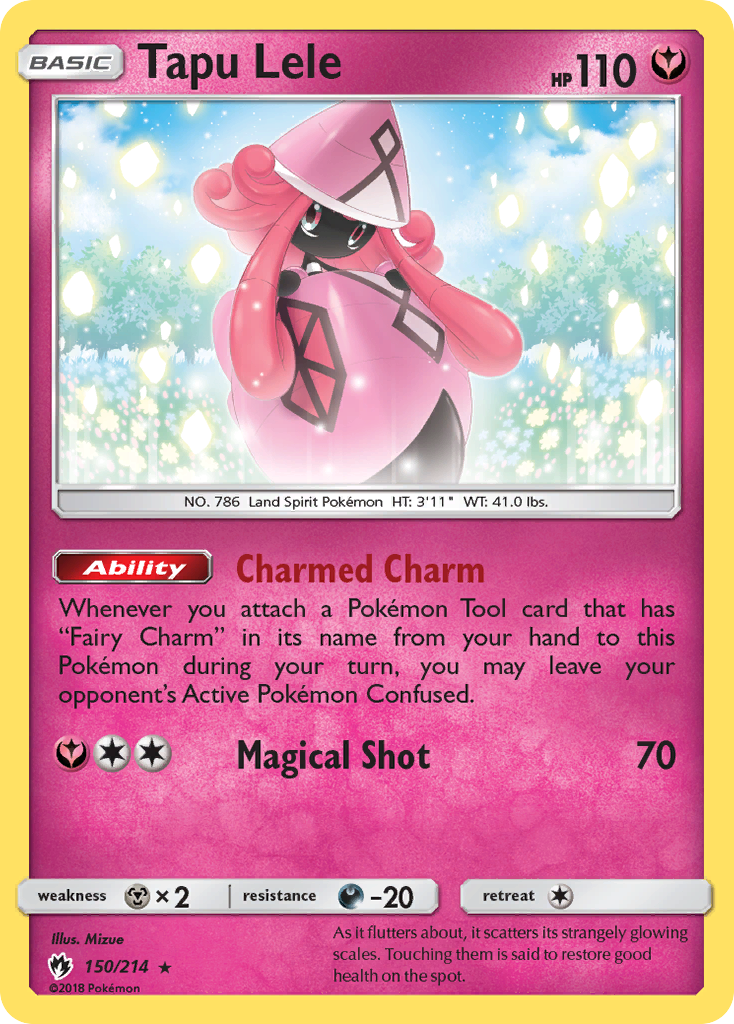 BASIC Tapu Lele HP 110
NO. 786 Land Spirit Pokémon HT: 3'11" WT: 41.0 lbs.
Ability Charmed Charm
Whenever you attach a Pokémon Tool card that has
“Fairy Charm” in its name from your hand to this
Pokémon during your turn, you may leave your
opponent’s Active Pokémon Confused.
Magical Shot 70
weakness ×2 resistance -20 retreat
Illus. Mizue
150/214 ★
©2018 Pokémon
As it flutters about, it scatters its strangely glowing
scales. Touching them is said to restore good
health on the spot.